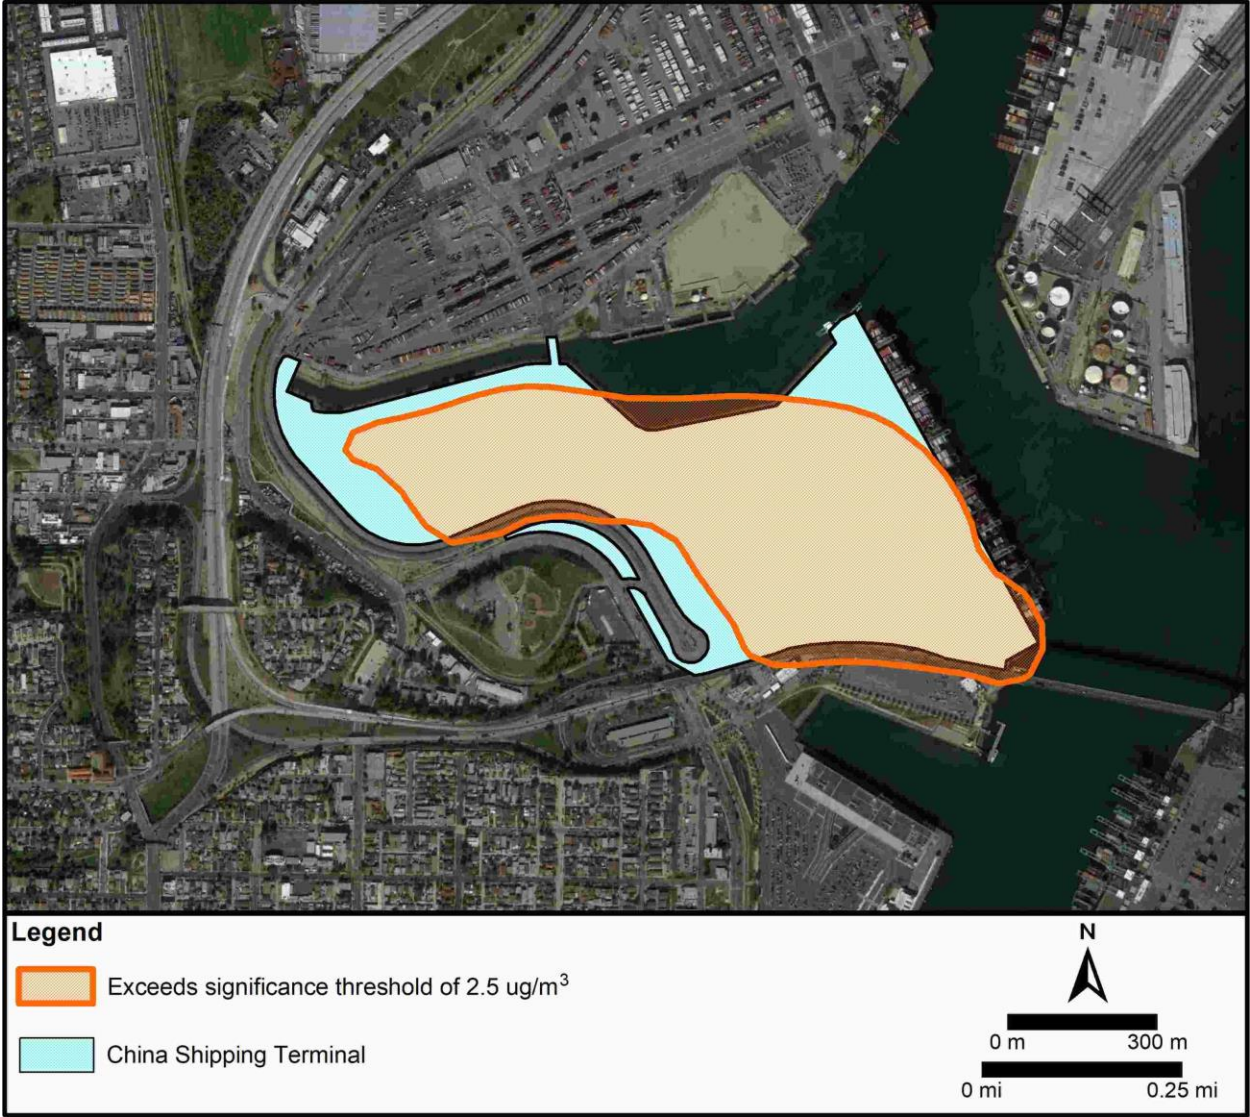 Legend
Exceeds significance threshold of 2.5 ug/m³
China Shipping Terminal
N
0 m 300 m
0 mi 0.25 mi